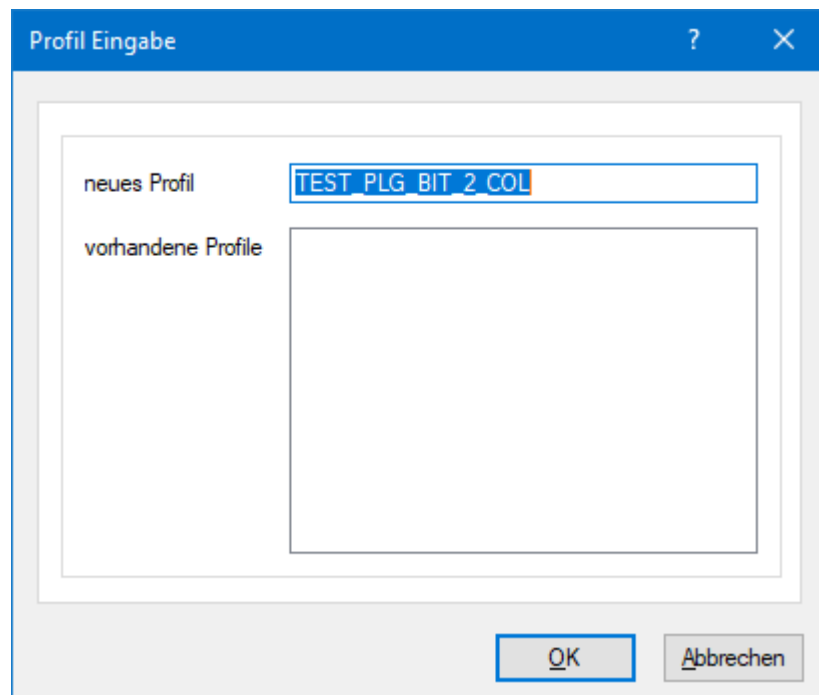 Profil Eingabe
neues Profil TEST_PLG_BIT_2_COL
vorhandene Profile
OK Abbrechen